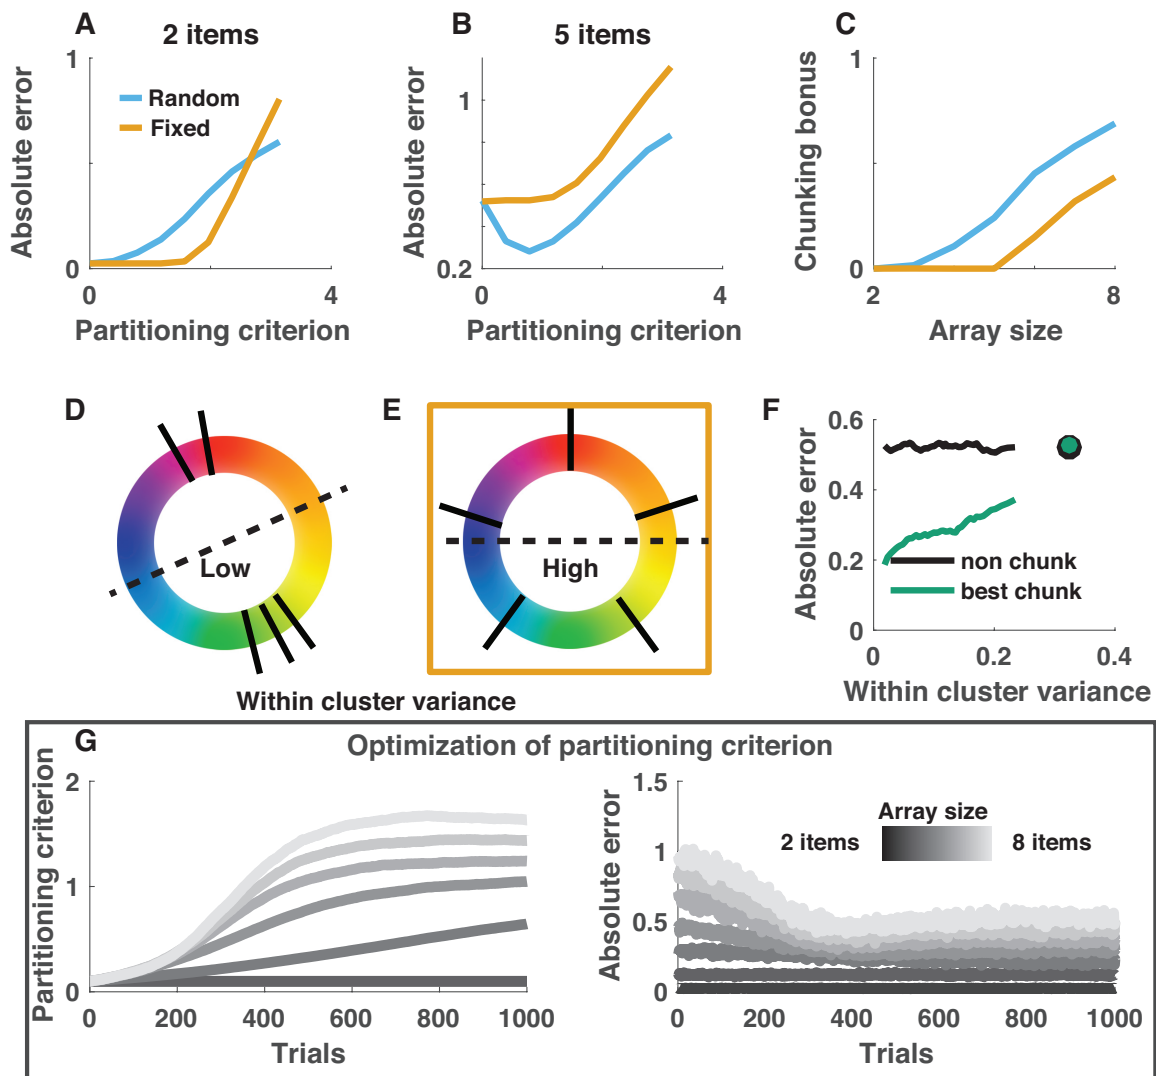 A
2 items
1
Absolute error
Random
Fixed
0
0
4
Partitioning criterion
B
5 items
1
Absolute error
0.2
0
4
Partitioning criterion
C
1
Chunking bonus
0
2
8
Array size
D
Low
E
High
Within cluster variance
F
0.6
0.4
0.2
0
Absolute error
non chunk
best chunk
0
0.2
0.4
Within cluster variance
G
Optimization of partitioning criterion
2
1
0
Partitioning criterion
0
200
400
600
800
1000
Trials
1.5
1
0.5
0
Absolute error
Array size
2 items
8 items
0
200
400
600
800
1000
Trials